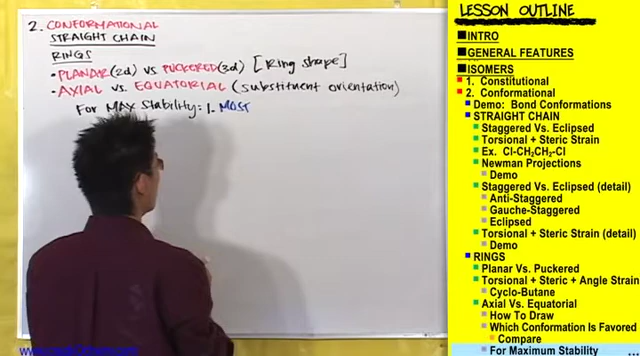 2. CONFORMATIONAL
STRAIGHT CHAIN
RINGS
• PLANAR (2d) vs PUCKERED (3d) [Ring shape]
• AXIAL vs. EQUATORIAL (substituent orientation)
For MAX Stability: 1. MOST
LESSON OUTLINE
INTRO
GENERAL FEATURES
ISOMERS
1. Constitutional
2. Conformational
Demo: Bond Conformations
STRAIGHT CHAIN
Staggered Vs. Eclipsed
Torsional + Steric Strain
Ex. Cl-CH2CH2-Cl
Newman Projections
Demo
Staggered Vs. Eclipsed (detail)
Anti-Staggered
Gauche-Staggered
Eclipsed
Torsional + Steric Strain (detail)
Demo
RINGS
Planar Vs. Puckered
Torsional + Steric + Angle Strain
Cyclo-Butane
Axial Vs. Equatorial
How To Draw
Which Conformation Is Favored
Compare
For Maximum Stability ...